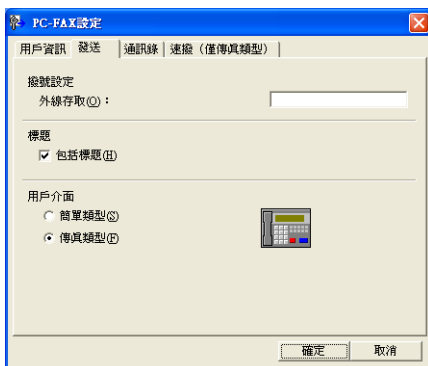 PC-FAX設定
用戶資訊 發送 通訊錄 速撥（僅傳真類型）
撥號設定
外線存取(O)：
標題
包括標題(H)
用戶介面
簡單類型(S)
傳真類型(F)
確定 取消